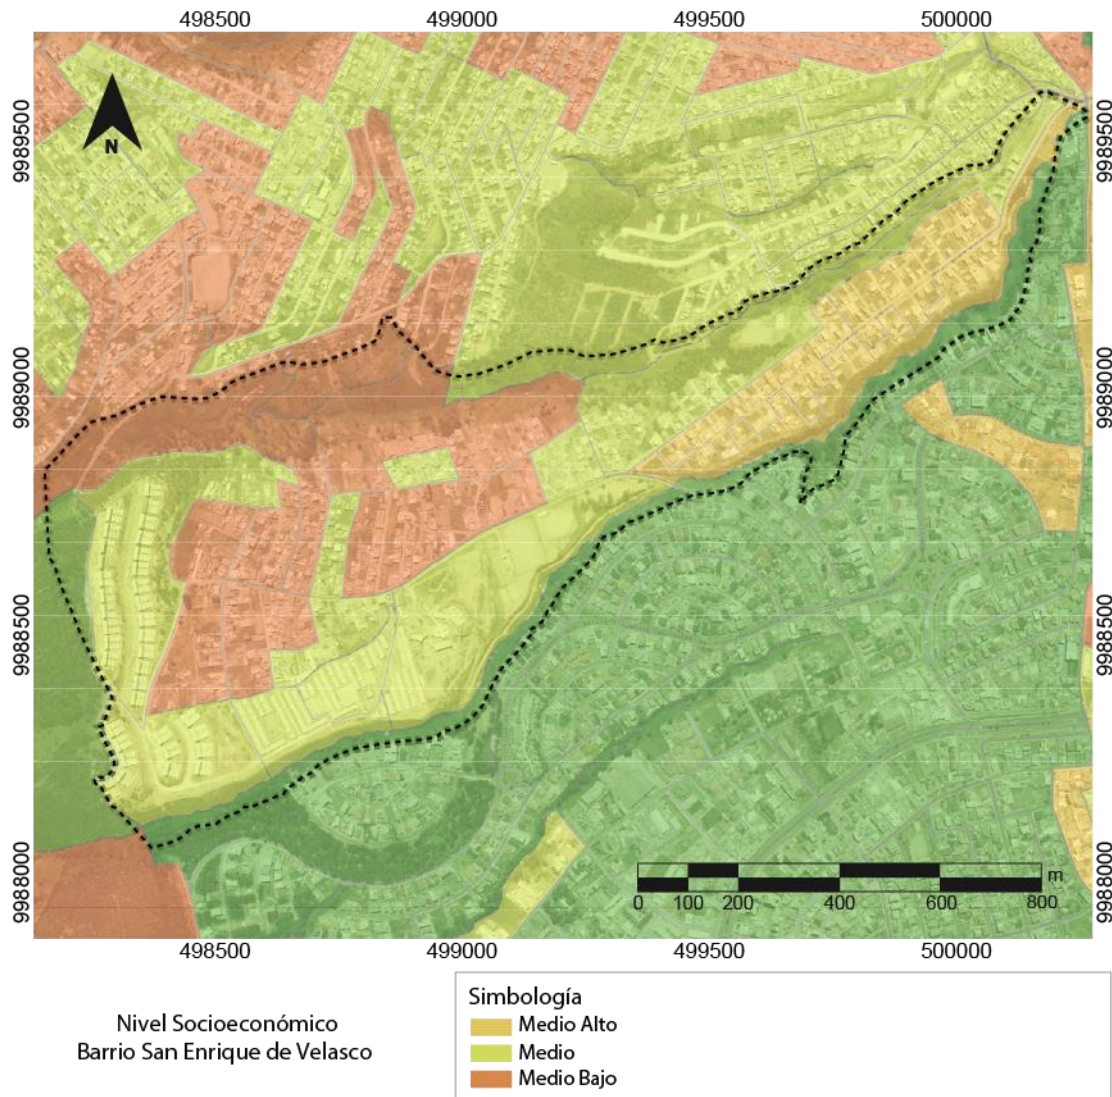 498500 499000 499500 500000
9989500 9989500
N
9989000 9989000
9988500 9988500
9988000 9988000
m
0 100 200 400 600 800
498500 499000 499500 500000
Nivel Socioeconómico
Barrio San Enrique de Velasco
Simbología
Medio Alto
Medio
Medio Bajo